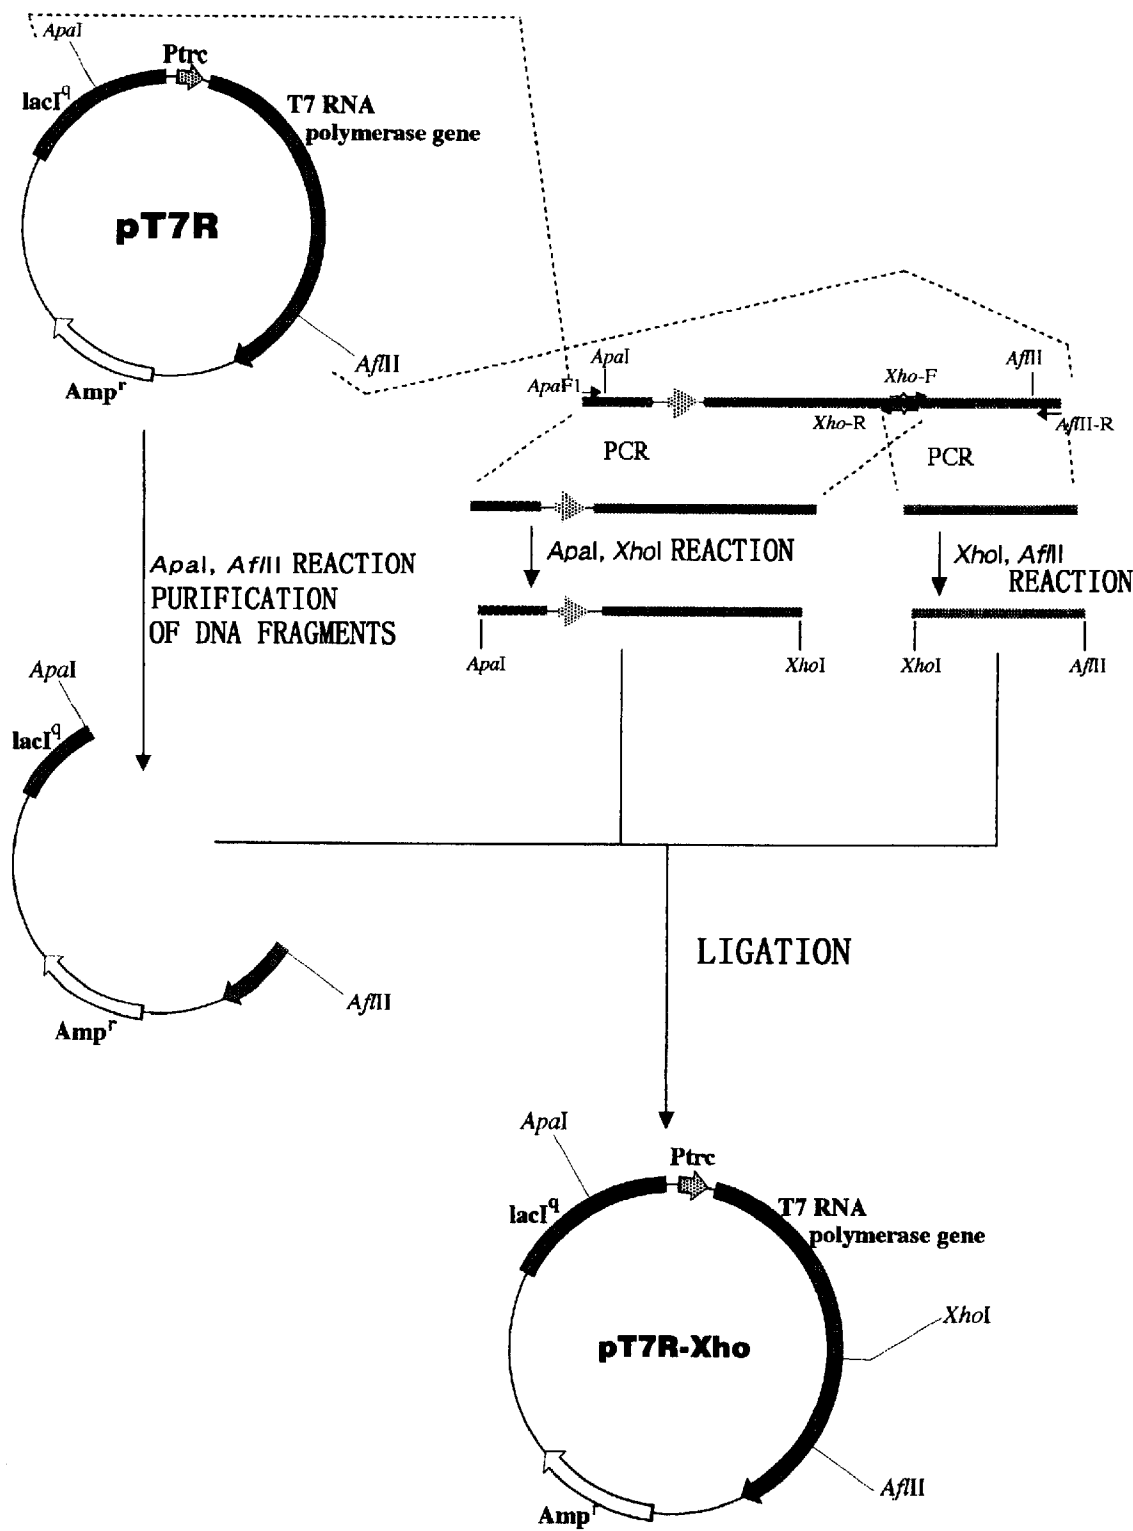 ApaI
Ptrc
lacI^q
T7 RNA
polymerase gene
pT7R
AflII
Amp^r
ApaI
AflII
ApaF1
Xho-F
Xho-R
AflII-R
PCR
PCR
ApaI, XhoI REACTION
XhoI, AflII
REACTION
ApaI, AflII REACTION
PURIFICATION
OF DNA FRAGMENTS
ApaI
XhoI
XhoI
AflII
ApaI
lacI^q
AflII
Amp^r
LIGATION
ApaI
Ptrc
lacI^q
T7 RNA
polymerase gene
XhoI
pT7R-Xho
AflII
Amp^r